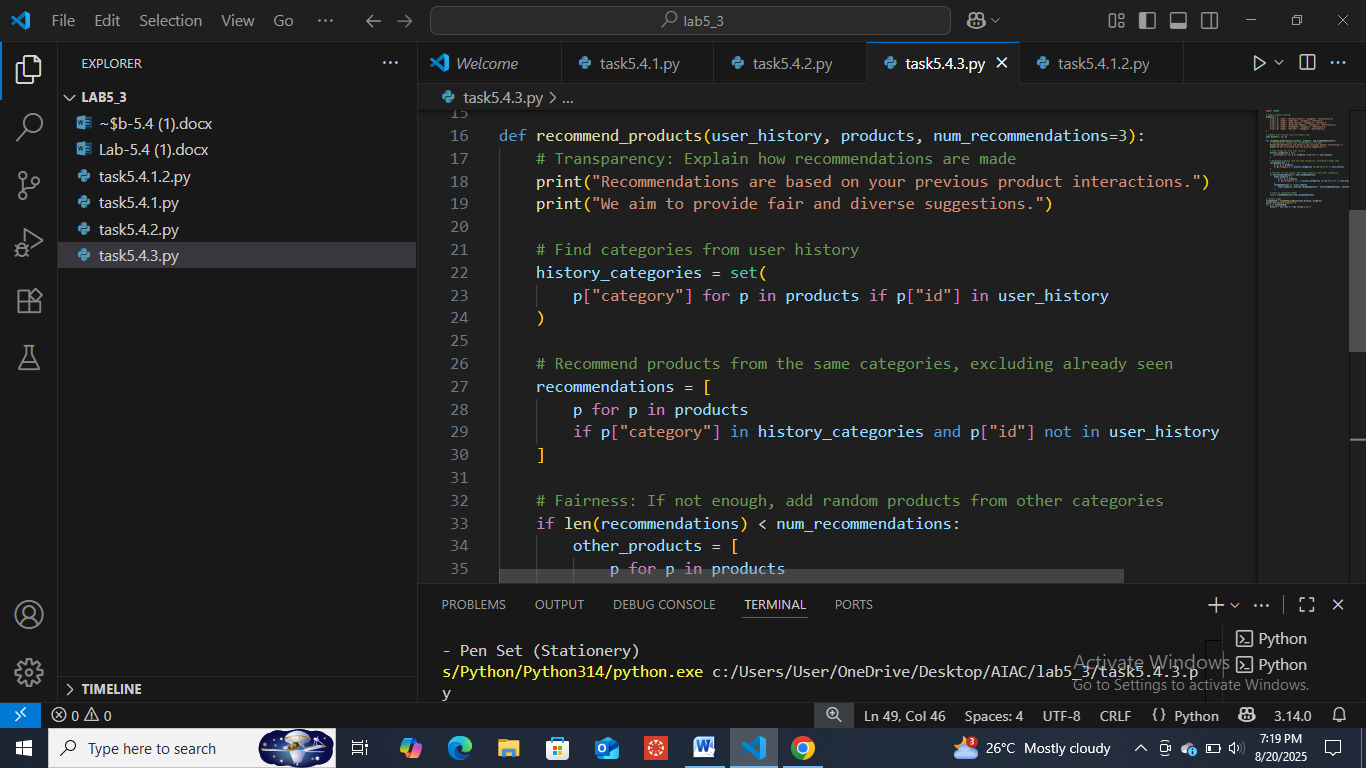 File Edit Selection View Go ··· lab5_3
EXPLORER ···
LAB5_3
~$b-5.4 (1).docx
Lab-5.4 (1).docx
task5.4.1.2.py
task5.4.1.py
task5.4.2.py
task5.4.3.py
TIMELINE
Welcome task5.4.1.py task5.4.2.py task5.4.3.py task5.4.1.2.py
task5.4.3.py > ...
15
16 def recommend_products(user_history, products, num_recommendations=3):
17 # Transparency: Explain how recommendations are made
18 print("Recommendations are based on your previous product interactions.")
19 print("We aim to provide fair and diverse suggestions.")
20
21 # Find categories from user history
22 history_categories = set(
23 p["category"] for p in products if p["id"] in user_history
24 )
25
26 # Recommend products from the same categories, excluding already seen
27 recommendations = [
28 p for p in products
29 if p["category"] in history_categories and p["id"] not in user_history
30 ]
31
32 # Fairness: If not enough, add random products from other categories
33 if len(recommendations) < num_recommendations:
34 other_products = [
35 p for p in products
PROBLEMS OUTPUT DEBUG CONSOLE TERMINAL PORTS
- Pen Set (Stationery)
s/Python/Python314/python.exe c:/Users/User/OneDrive/Desktop/AIAC/lab5_3/task5.4.3.p
y
Python
Python
Activate Windows
Go to Settings to activate Windows.
0 0 Ln 49, Col 46 Spaces: 4 UTF-8 CRLF {} Python 3.14.0
Type here to search 3 26°C Mostly cloudy 7:19 PM
8/20/2025